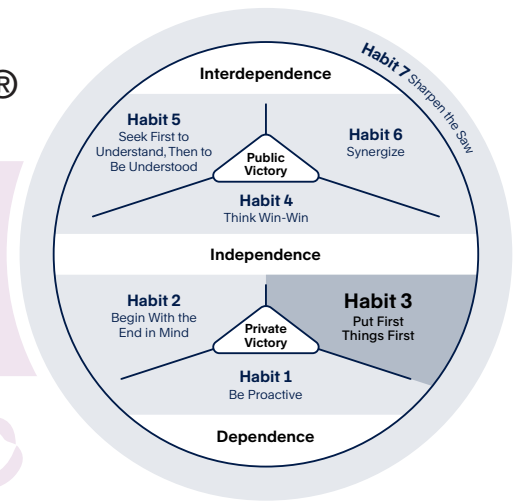 ®
Habit 7 Sharpen the Saw
Interdependence
Habit 5
Seek First to
Understand, Then to
Be Understood
Habit 6
Synergize
Public
Victory
Habit 4
Think Win-Win
Independence
Habit 2
Begin With the
End in Mind
Habit 3
Put First
Things First
Private
Victory
Habit 1
Be Proactive
Dependence